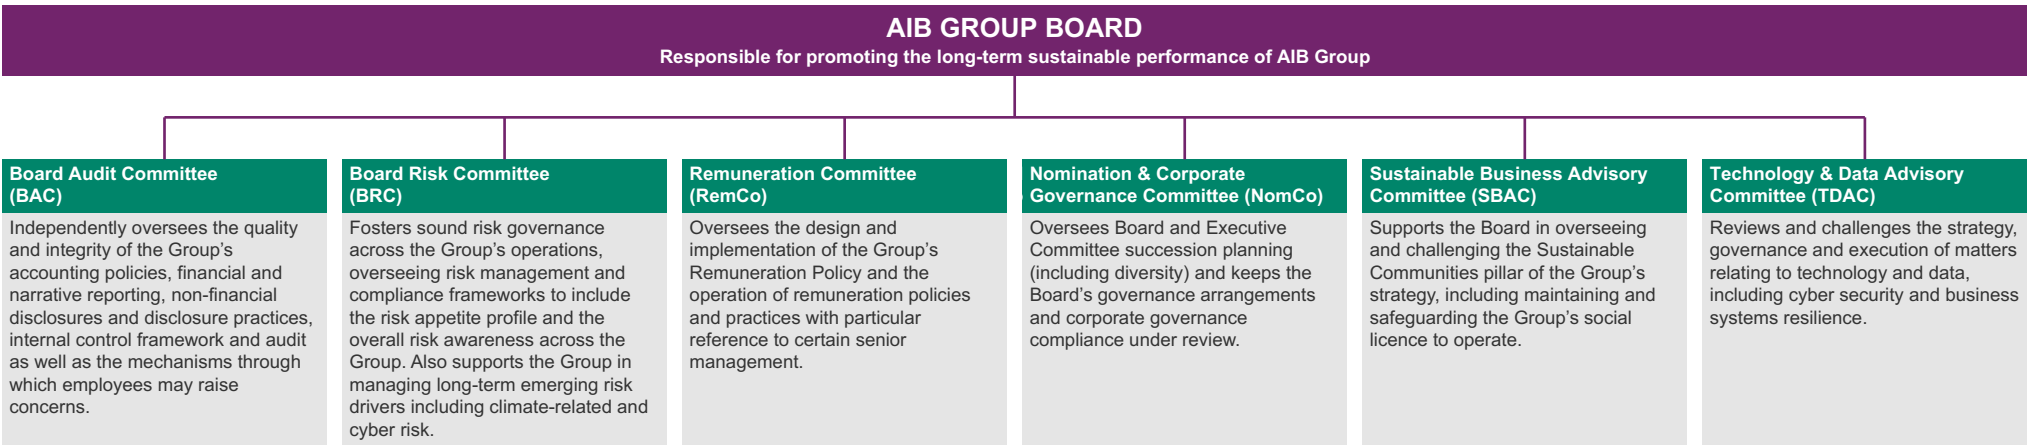 AIB GROUP BOARD
Responsible for promoting the long-term sustainable performance of AIB Group
Board Audit Committee
(BAC)
Independently oversees the quality
and integrity of the Group's
accounting policies, financial and
narrative reporting, non-financial
disclosures and disclosure practices,
internal control framework and audit
as well as the mechanisms through
which employees may raise
concerns.
Board Risk Committee
(BRC)
Fosters sound risk governance
across the Group's operations,
overseeing risk management and
compliance frameworks to include
the risk appetite profile and the
overall risk awareness across the
Group. Also supports the Group in
managing long-term emerging risk
drivers including climate-related and
cyber risk.
Remuneration Committee
(RemCo)
Oversees the design and
implementation of the Group's
Remuneration Policy and the
operation of remuneration policies
and practices with particular
reference to certain senior
management.
Nomination & Corporate
Governance Committee (NomCo)
Oversees Board and Executive
Committee succession planning
(including diversity) and keeps the
Board's governance arrangements
and corporate governance
compliance under review.
Sustainable Business Advisory
Committee (SBAC)
Supports the Board in overseeing
and challenging the Sustainable
Communities pillar of the Group's
strategy, including maintaining and
safeguarding the Group's social
licence to operate.
Technology & Data Advisory
Committee (TDAC)
Reviews and challenges the strategy,
governance and execution of matters
relating to technology and data,
including cyber security and business
systems resilience.